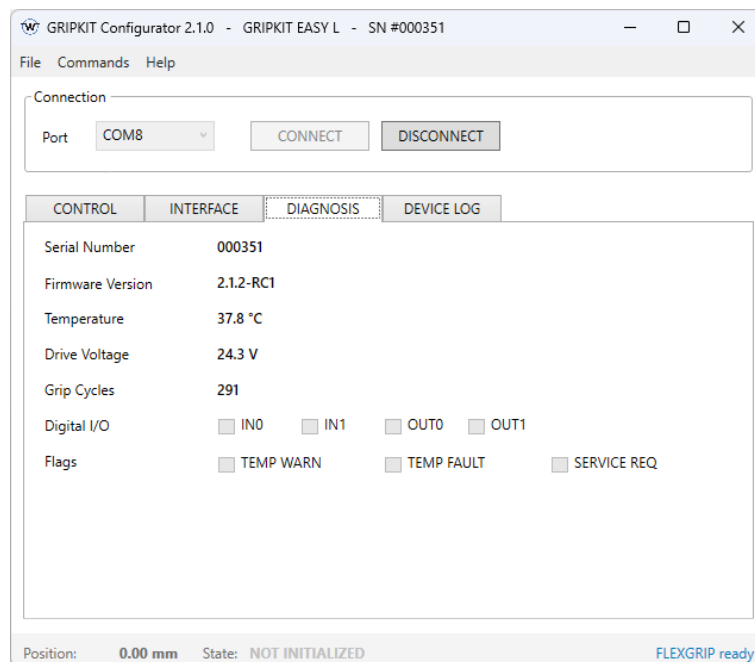 W GRIPKIT Configurator 2.1.0 - GRIPKIT EASY L - SN #000351
File Commands Help
Connection
Port COM8 CONNECT DISCONNECT
CONTROL INTERFACE DIAGNOSIS DEVICE LOG
Serial Number 000351
Firmware Version 2.1.2-RC1
Temperature 37.8 °C
Drive Voltage 24.3 V
Grip Cycles 291
Digital I/O IN0 IN1 OUT0 OUT1
Flags TEMP WARN TEMP FAULT SERVICE REQ
Position: 0.00 mm State: NOT INITIALIZED FLEXGRIP ready